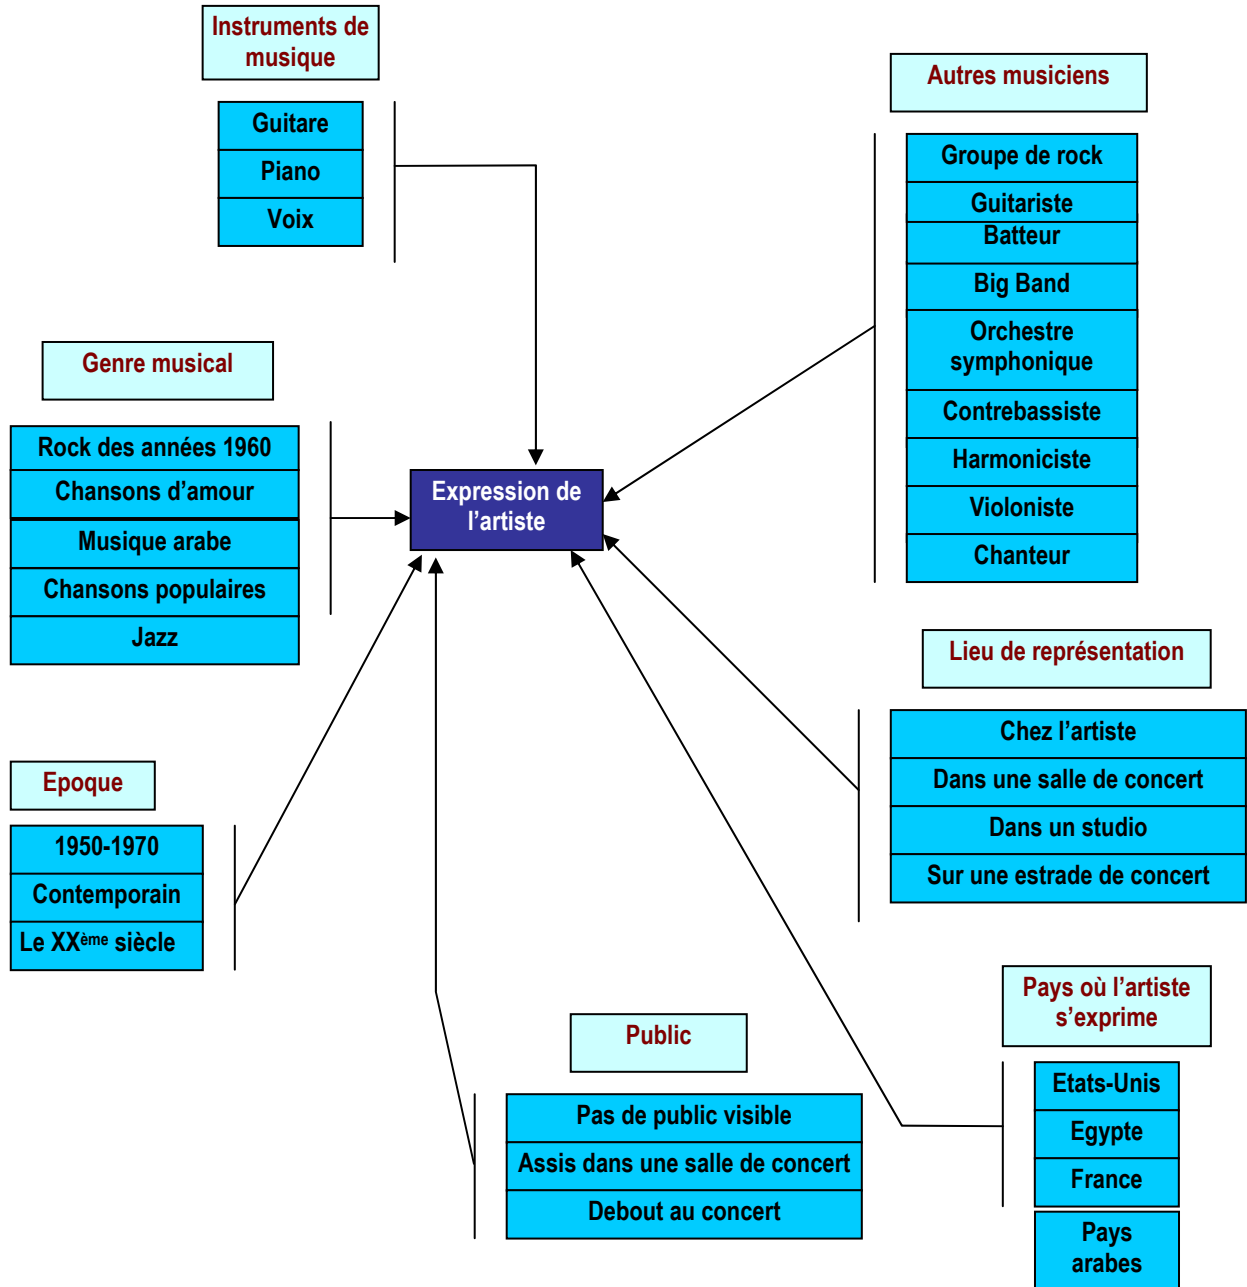 Instruments de
musique
Guitare
Piano
Voix
Autres musiciens
Groupe de rock
Guitariste
Batteur
Big Band
Orchestre
symphonique
Contrebassiste
Harmoniciste
Violoniste
Chanteur
Genre musical
Rock des années 1960
Chansons d’amour
Musique arabe
Chansons populaires
Jazz
Expression de
l’artiste
Lieu de représentation
Chez l’artiste
Dans une salle de concert
Dans un studio
Sur une estrade de concert
Epoque
1950-1970
Contemporain
Le XXème siècle
Public
Pas de public visible
Assis dans une salle de concert
Debout au concert
Pays où l’artiste
s’exprime
Etats-Unis
Egypte
France
Pays
arabes